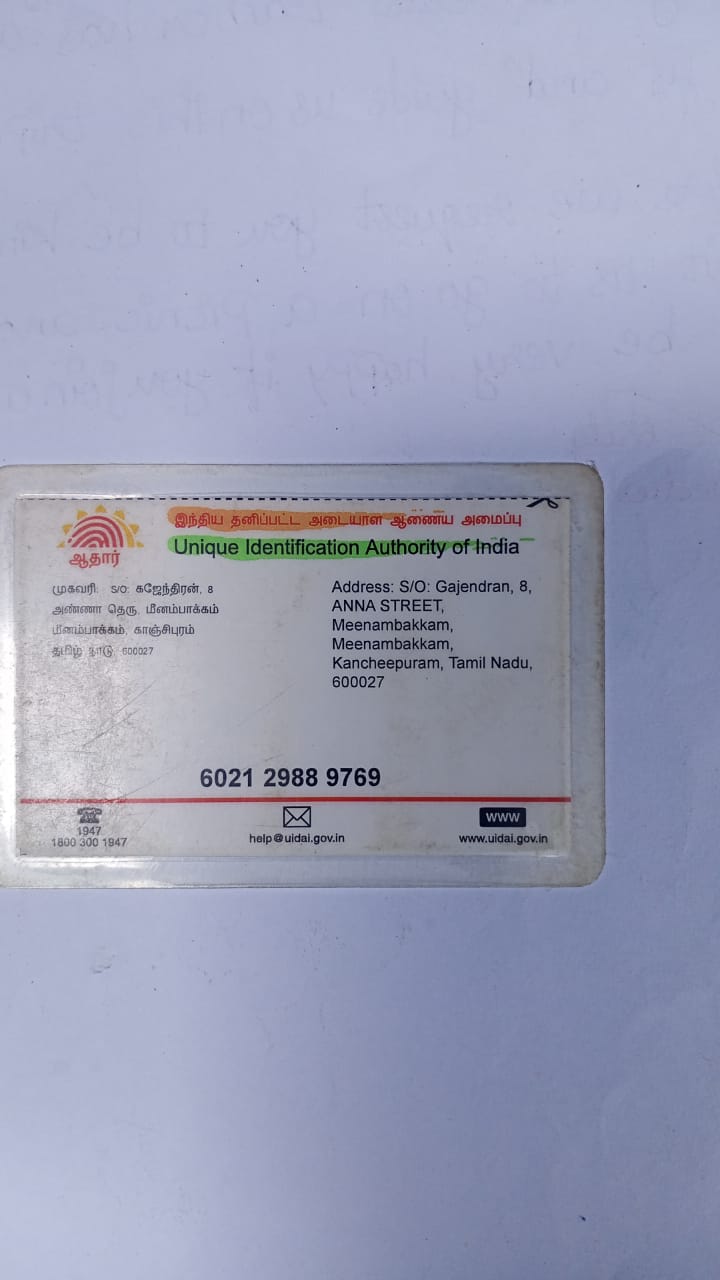 இந்திய தனிப்பட்ட அடையாள ஆணைய அமைப்பு
Unique Identification Authority of India
ஆதார்
முகவரி: S/O: கஜேந்திரன், 8
அண்ணா தெரு, மீனம்பாக்கம்
மீனம்பாக்கம், காஞ்சிபுரம்
தமிழ் நாடு, 600027
Address: S/O: Gajendran, 8,
ANNA STREET,
Meenambakkam,
Meenambakkam,
Kancheepuram, Tamil Nadu,
600027
6021 2988 9769
1947
1800 300 1947
help@uidai.gov.in
WWW
www.uidai.gov.in